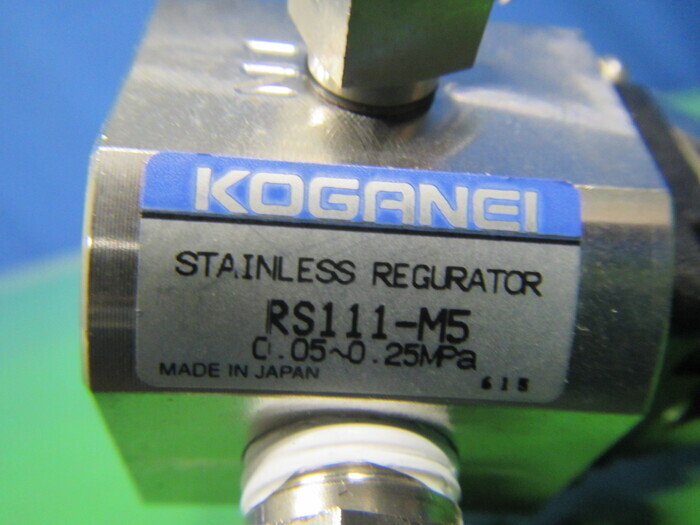 KOGANEI
STAINLESS REGURATOR
RS111-M5
0.05~0.25MPa
MADE IN JAPAN 615